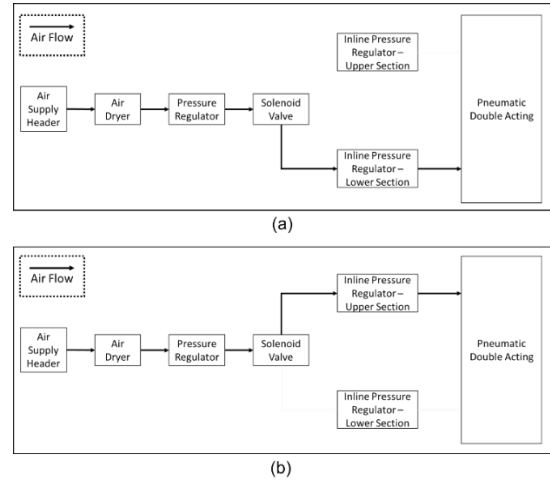 Air Flow
Air
Supply
Header
Air
Dryer
Pressure
Regulator
Solenoid
Valve
Inline Pressure
Regulator –
Upper Section
Inline Pressure
Regulator –
Lower Section
Pneumatic
Double Acting
(a)
Air Flow
Air
Supply
Header
Air
Dryer
Pressure
Regulator
Solenoid
Valve
Inline Pressure
Regulator –
Upper Section
Inline Pressure
Regulator –
Lower Section
Pneumatic
Double Acting
(b)